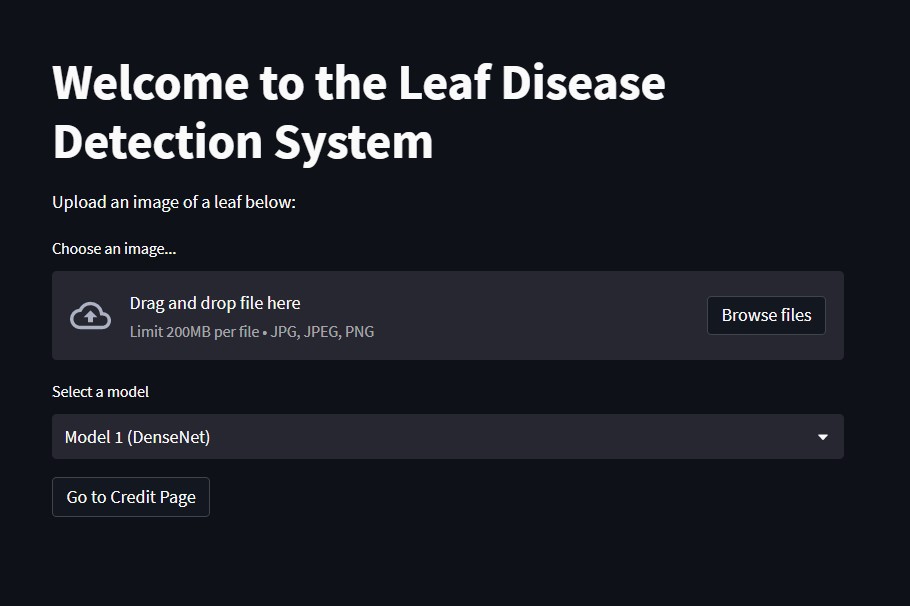 Welcome to the Leaf Disease
Detection System
Upload an image of a leaf below:
Choose an image...
Drag and drop file here
Limit 200MB per file • JPG, JPEG, PNG
Browse files
Select a model
Model 1 (DenseNet)
Go to Credit Page